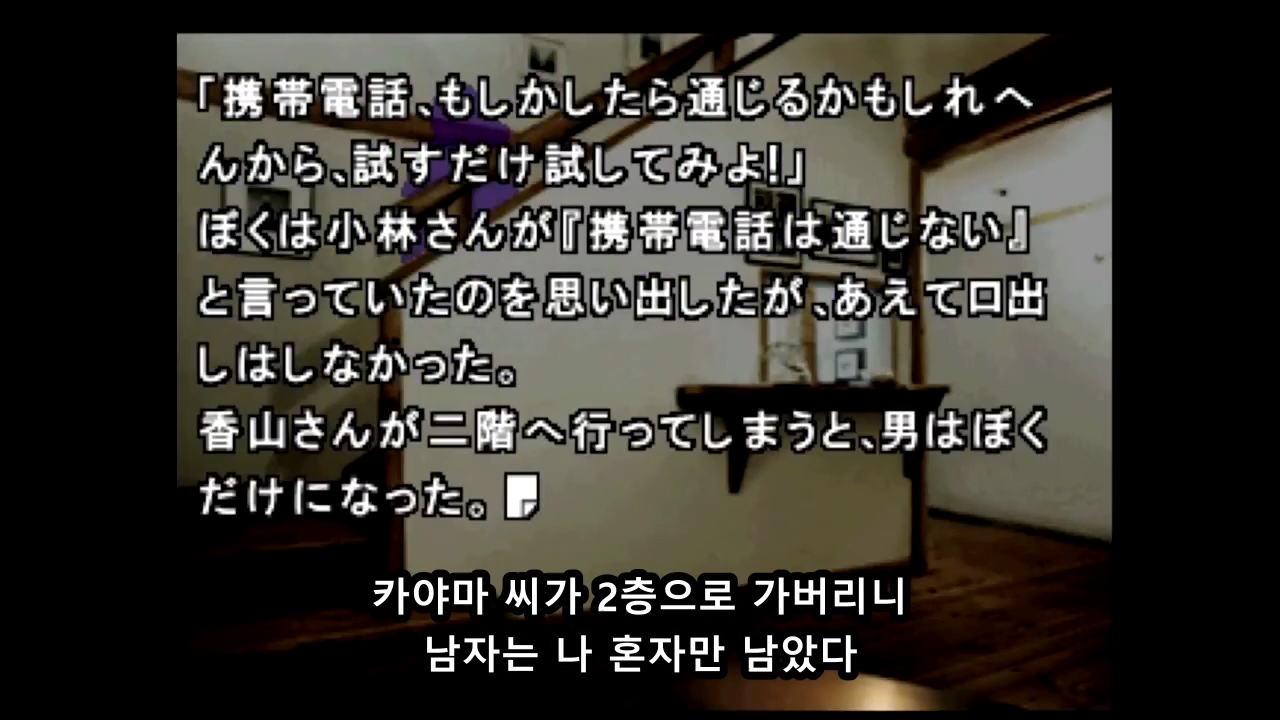 「携帯電話、もしかしたら通じるかもしれへ
んから、試すだけ試してみよ!」
ぼくは小林さんが『携帯電話は通じない』
と言っていたのを思い出したが、あえて口出
しはしなかった。
香山さんが二階へ行ってしまうと、男はぼく
だけになった。
카야마 씨가 2층으로 가버리니
남자는 나 혼자만 남았다